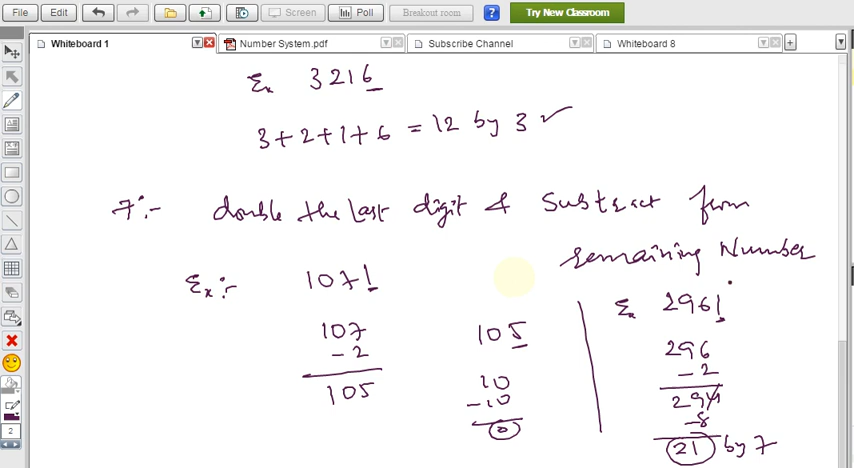 File Edit Screen Poll Breakout room ? Try New Classroom
Whiteboard 1 Number System.pdf Subscribe Channel Whiteboard 8
Ex 3216
3+2+1+6 = 12 by 3 ✓
7:- double the last digit & subtract from
remaining Number
Ex:- 1071
107
- 2
105
105
10
-10
0
Ex 2961
296
- 2
294
-8
21 by 7
2